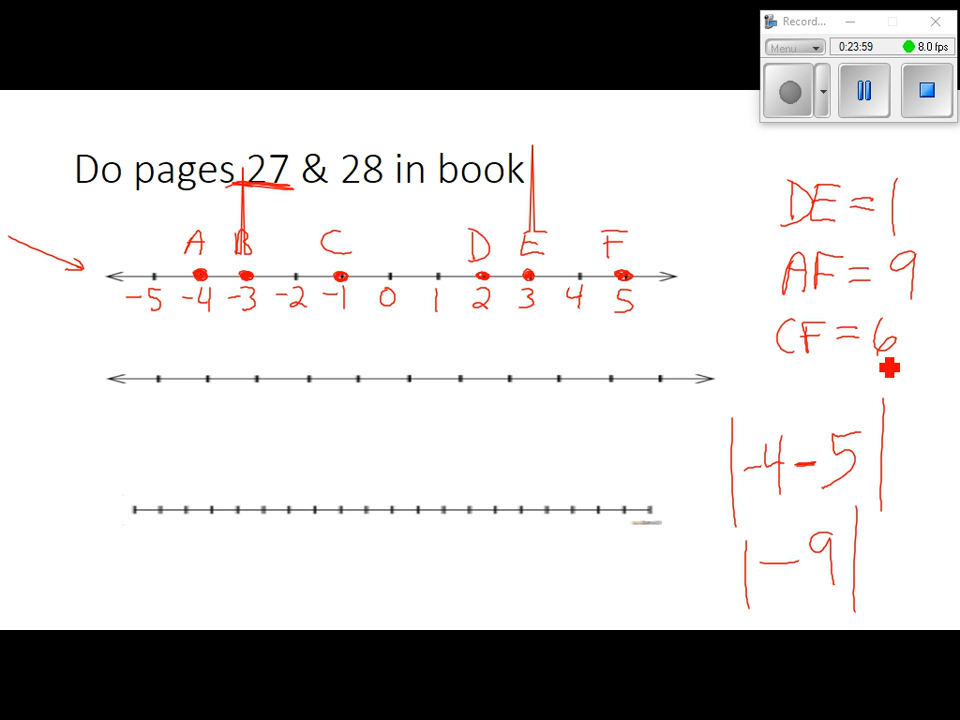 Record...
Menu
0:23:59
8.0 fps
Do pages 27 & 28 in book
A B C D E F
-5 -4 -3 -2 -1 0 1 2 3 4 5
DE = 1
AF = 9
CF = 6
|-4-5|
|-9|